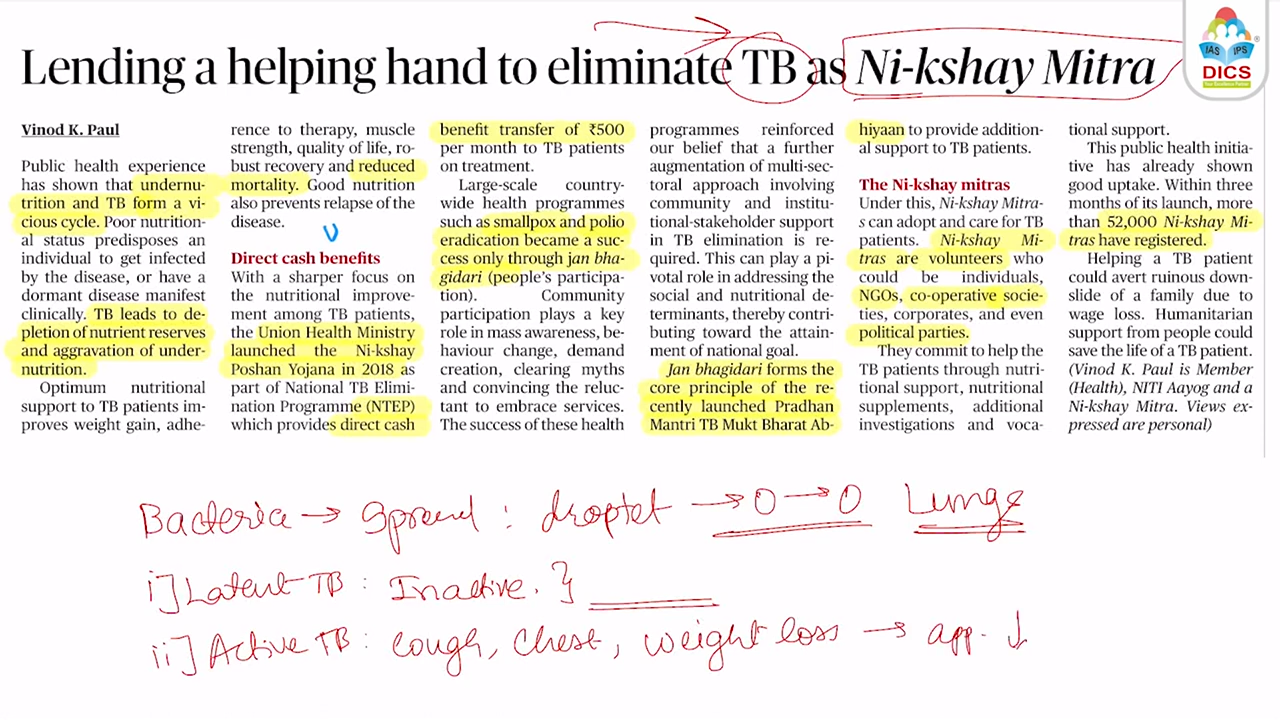 Lending a helping hand to eliminate TB as Ni-kshay Mitra
IAS IPS
DICS
Vinod K. Paul
Public health experience
has shown that undernu-
trition and TB form a vi-
cious cycle. Poor nutrition-
al status predisposes an
individual to get infected
by the disease, or have a
dormant disease manifest
clinically. TB leads to de-
pletion of nutrient reserves
and aggravation of under-
nutrition.
Optimum nutritional
support to TB patients im-
proves weight gain, adhe-
rence to therapy, muscle
strength, quality of life, ro-
bust recovery and reduced
mortality. Good nutrition
also prevents relapse of the
disease.
Direct cash benefits
With a sharper focus on
the nutritional improve-
ment among TB patients,
the Union Health Ministry
launched the Ni-kshay
Poshan Yojana in 2018 as
part of National TB Elimi-
nation Programme (NTEP)
which provides direct cash
benefit transfer of ₹500
per month to TB patients
on treatment.
Large-scale country-
wide health programmes
such as smallpox and polio
eradication became a suc-
cess only through jan bha-
gidari (people's participa-
tion). Community
participation plays a key
role in mass awareness, be-
haviour change, demand
creation, clearing myths
and convincing the reluc-
tant to embrace services.
The success of these health
programmes reinforced
our belief that a further
augmentation of multi-sec-
toral approach involving
community and institu-
tional-stakeholder support
in TB elimination is re-
quired. This can play a pi-
votal role in addressing the
social and nutritional de-
terminants, thereby contri-
buting toward the attain-
ment of national goal.
Jan bhagidari forms the
core principle of the re-
cently launched Pradhan
Mantri TB Mukt Bharat Ab-
hiyaan to provide addition-
al support to TB patients.
The Ni-kshay mitras
Under this, Ni-kshay Mitra-
s can adopt and care for TB
patients. Ni-kshay Mi-
tras are volunteers who
could be individuals,
NGOs, co-operative socie-
ties, corporates, and even
political parties.
They commit to help the
TB patients through nutri-
tional support, nutritional
supplements, additional
investigations and voca-
tional support.
This public health initia-
tive has already shown
good uptake. Within three
months of its launch, more
than 52,000 Ni-kshay Mi-
tras have registered.
Helping a TB patient
could avert ruinous down-
slide of a family due to
wage loss. Humanitarian
support from people could
save the life of a TB patient.
(Vinod K. Paul is Member
(Health), NITI Aayog and a
Ni-kshay Mitra. Views ex-
pressed are personal)
Bacteria → Spread : droplet → O → O Lungs
i] Latent TB : Inactive. }
ii] Active TB : Cough, Chest, weight loss → app. ↓